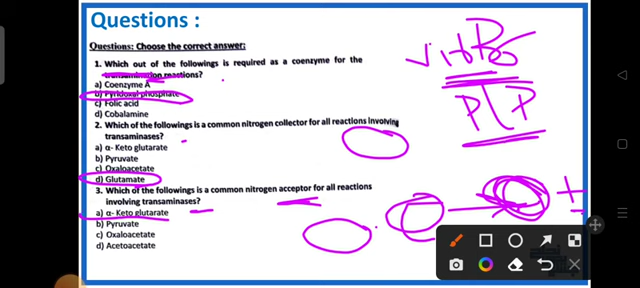 Questions :
Questions: Choose the correct answer:
1. Which out of the followings is required as a coenzyme for the
transamination reactions?
a) Coenzyme A
b) Pyridoxal phosphate
c) Folic acid
d) Cobalamine
2. Which of the followings is a common nitrogen collector for all reactions involving
transaminases?
a) α- Keto glutarate
b) Pyruvate
c) Oxaloacetate
d) Glutamate
3. Which of the followings is a common nitrogen acceptor for all reactions
involving transaminases?
a) α- Keto glutarate
b) Pyruvate
c) Oxaloacetate
d) Acetoacetate
PLP